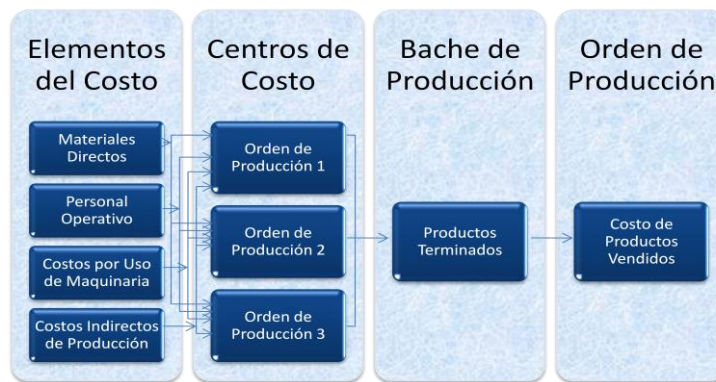 Elementos
del Costo
Materiales
Directos
Personal
Operativo
Costos por Uso
de Maquinaria
Costos Indirectos
de Producción
Centros de
Costo
Orden de
Producción 1
Orden de
Producción 2
Orden de
Producción 3
Bache de
Producción
Productos
Terminados
Orden de
Producción
Costo de
Productos
Vendidos